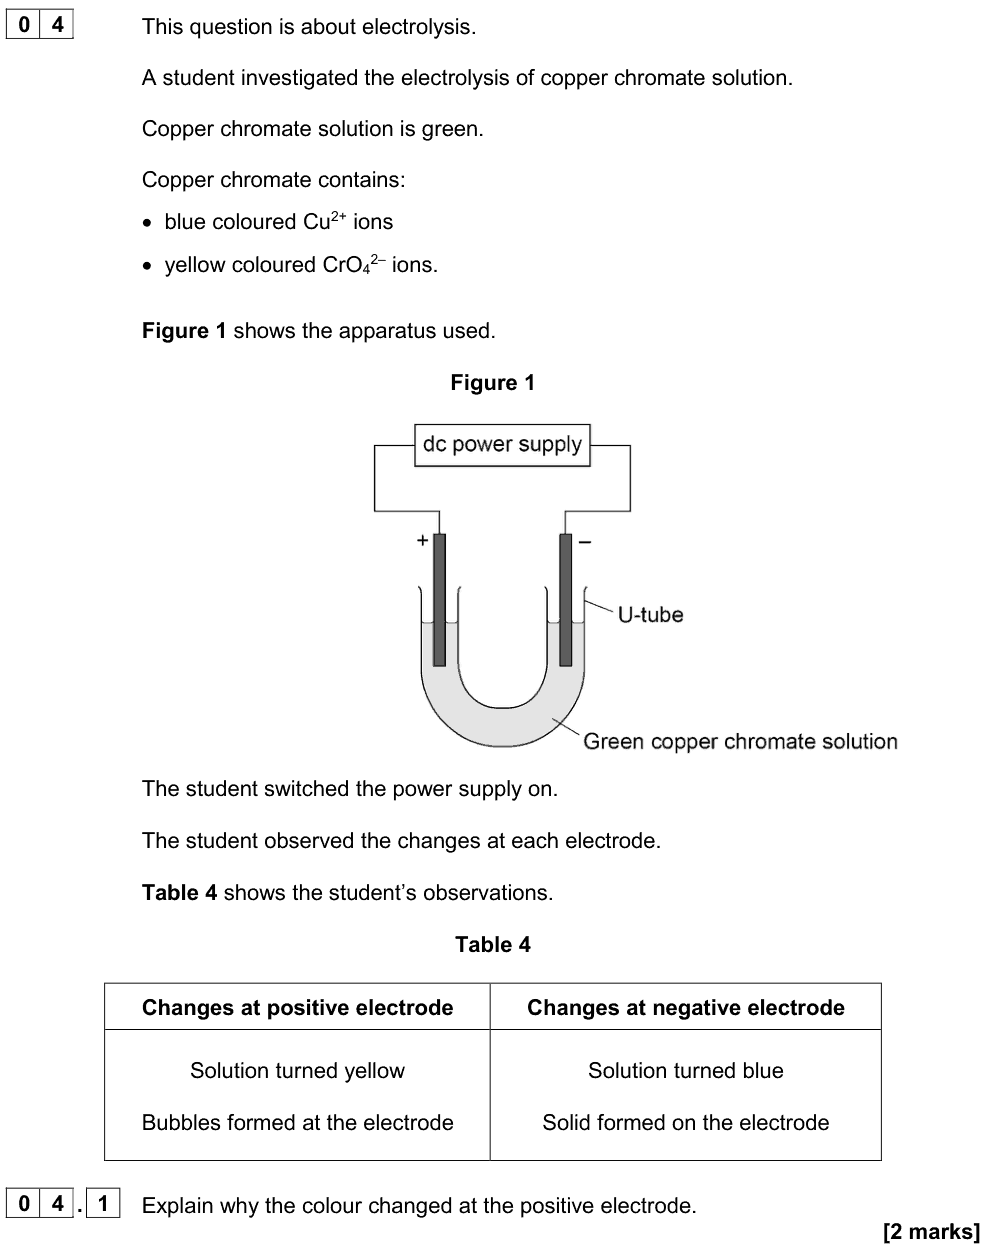 0 4 This question is about electrolysis.
A student investigated the electrolysis of copper chromate solution.
Copper chromate solution is green.
Copper chromate contains:
• blue coloured Cu²⁺ ions
• yellow coloured CrO₄²⁻ ions.
Figure 1 shows the apparatus used.
Figure 1
dc power supply
+ −
U-tube
Green copper chromate solution
The student switched the power supply on.
The student observed the changes at each electrode.
Table 4 shows the student’s observations.
Table 4
Changes at positive electrode Changes at negative electrode
Solution turned yellow Solution turned blue
Bubbles formed at the electrode Solid formed on the electrode
0 4 . 1 Explain why the colour changed at the positive electrode.
[2 marks]